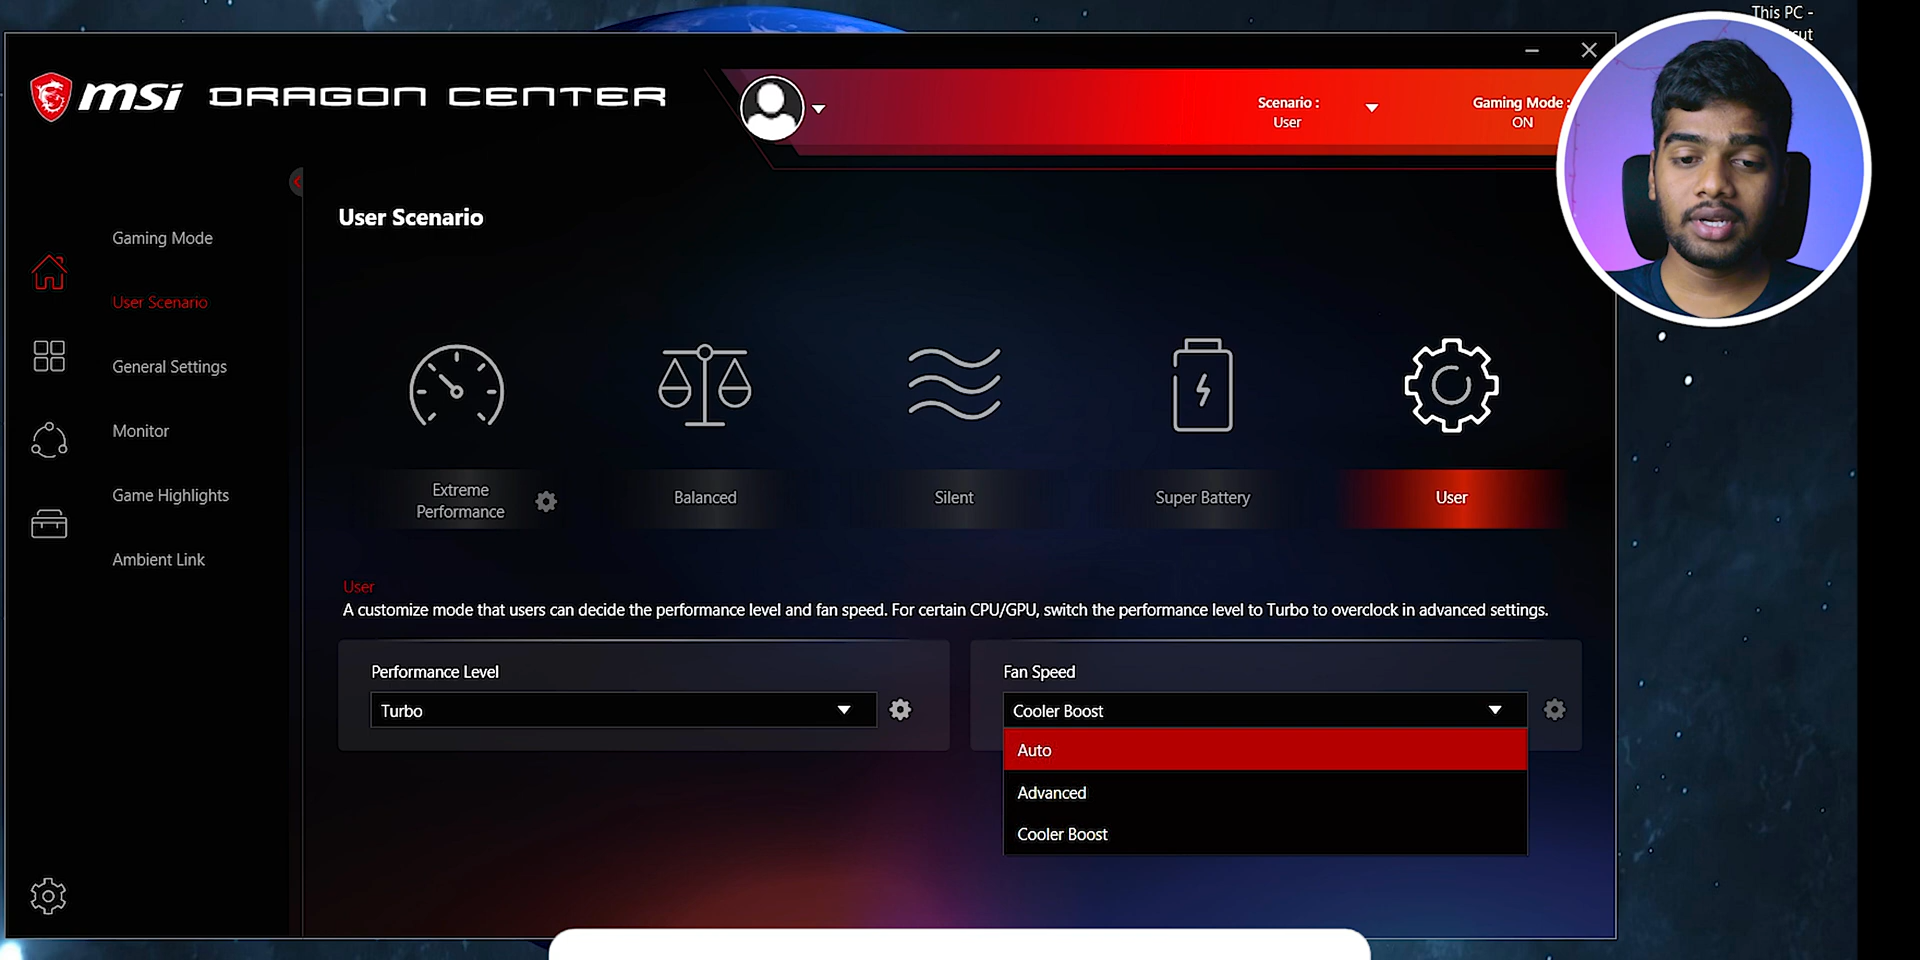 This PC -
cut
msi DRAGON CENTER
Scenario :
User
Gaming Mode :
ON
Gaming Mode
User Scenario
General Settings
Monitor
Game Highlights
Ambient Link
User Scenario
Extreme
Performance
Balanced
Silent
Super Battery
User
User
A customize mode that users can decide the performance level and fan speed. For certain CPU/GPU, switch the performance level to Turbo to overclock in advanced settings.
Performance Level
Turbo
Fan Speed
Cooler Boost
Auto
Advanced
Cooler Boost